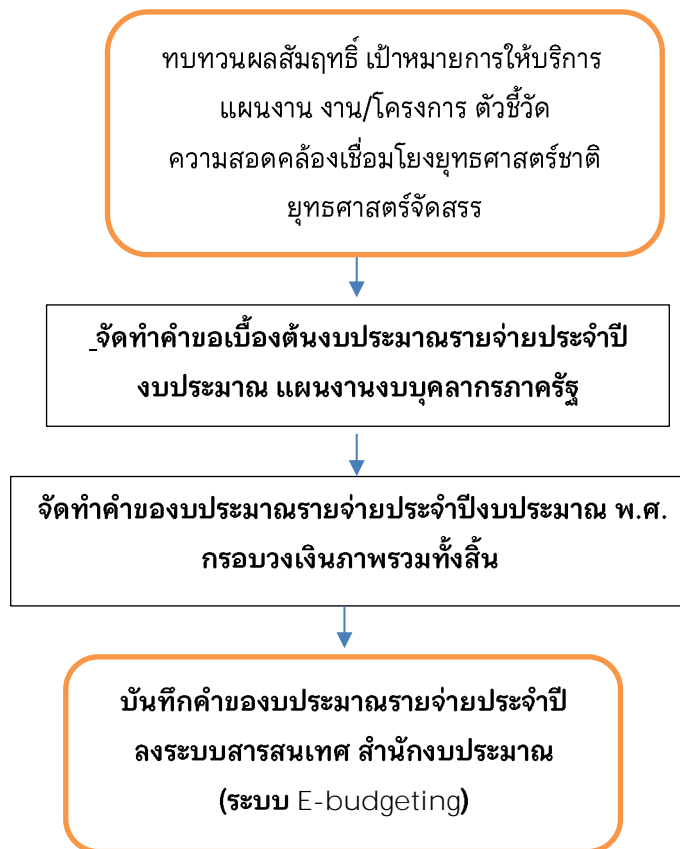 ทบทวนผลสัมฤทธิ์ เป้าหมายการให้บริการ
แผนงาน งาน/โครงการ ตัวชี้วัด
ความสอดคล้องเชื่อมโยงยุทธศาสตร์ชาติ
ยุทธศาสตร์จัดสรร
_จัดทำคำขอเบื้องต้นงบประมาณรายจ่ายประจำปี
งบประมาณ แผนงานงบบุคลากรภาครัฐ
จัดทำคำของบประมาณรายจ่ายประจำปีงบประมาณ พ.ศ.
กรอบวงเงินภาพรวมทั้งสิ้น
บันทึกคำของบประมาณรายจ่ายประจำปี
ลงระบบสารสนเทศ สำนักงบประมาณ
(ระบบ E-budgeting)